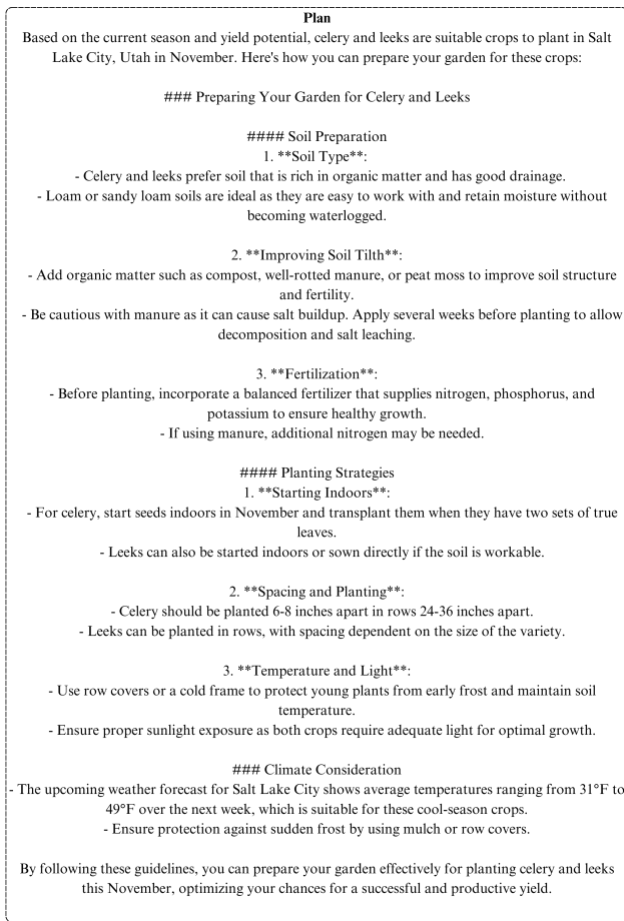 Plan
Based on the current season and yield potential, celery and leeks are suitable crops to plant in Salt
Lake City, Utah in November. Here's how you can prepare your garden for these crops:
### Preparing Your Garden for Celery and Leeks
#### Soil Preparation
1. **Soil Type**:
- Celery and leeks prefer soil that is rich in organic matter and has good drainage.
- Loam or sandy loam soils are ideal as they are easy to work with and retain moisture without
becoming waterlogged.
2. **Improving Soil Tilth**:
- Add organic matter such as compost, well-rotted manure, or peat moss to improve soil structure
and fertility.
- Be cautious with manure as it can cause salt buildup. Apply several weeks before planting to allow
decomposition and salt leaching.
3. **Fertilization**:
- Before planting, incorporate a balanced fertilizer that supplies nitrogen, phosphorus, and
potassium to ensure healthy growth.
- If using manure, additional nitrogen may be needed.
#### Planting Strategies
1. **Starting Indoors**:
- For celery, start seeds indoors in November and transplant them when they have two sets of true
leaves.
- Leeks can also be started indoors or sown directly if the soil is workable.
2. **Spacing and Planting**:
- Celery should be planted 6-8 inches apart in rows 24-36 inches apart.
- Leeks can be planted in rows, with spacing dependent on the size of the variety.
3. **Temperature and Light**:
- Use row covers or a cold frame to protect young plants from early frost and maintain soil
temperature.
- Ensure proper sunlight exposure as both crops require adequate light for optimal growth.
### Climate Consideration
- The upcoming weather forecast for Salt Lake City shows average temperatures ranging from 31°F to
49°F over the next week, which is suitable for these cool-season crops.
- Ensure protection against sudden frost by using mulch or row covers.
By following these guidelines, you can prepare your garden effectively for planting celery and leeks
this November, optimizing your chances for a successful and productive yield.